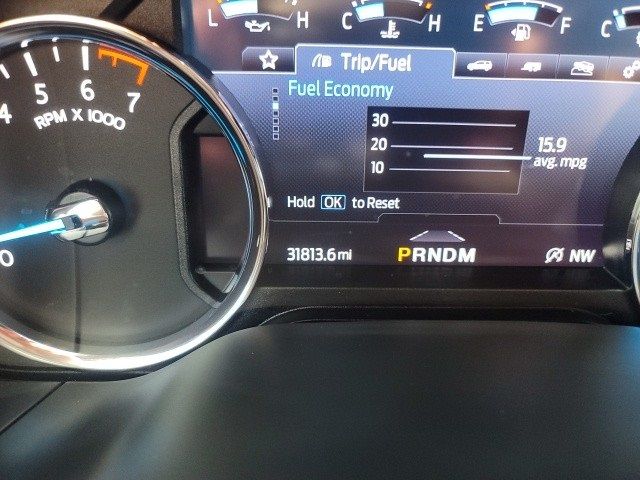 L H C H E F C
Trip/Fuel
Fuel Economy
30
20
10
15.9
avg. mpg
Hold OK to Reset
31813.6 mi PRNDM NW
4 5 6 7
RPM X 1000
0